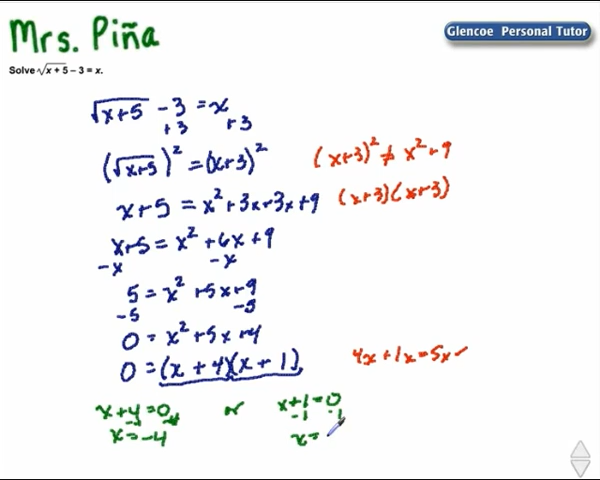 Mrs. Piña
Glencoe Personal Tutor
Solve √x + 5 – 3 = x.
√x+5 -3 = x
+3 +3
(√x+5)² = (x+3)²
(x+3)² ≠ x² + 9
x+5 = x² + 3x + 3x + 9
(x+3)(x+3)
x+5 = x² + 6x + 9
-x -x
5 = x² + 5x + 9
-5 -5
0 = x² + 5x + 4
0 = (x + 4)(x + 1)
4x + 1x = 5x ✓
x+4 = 0 or x+1 = 0
-4 -4 -1 -1
x = -4 x =